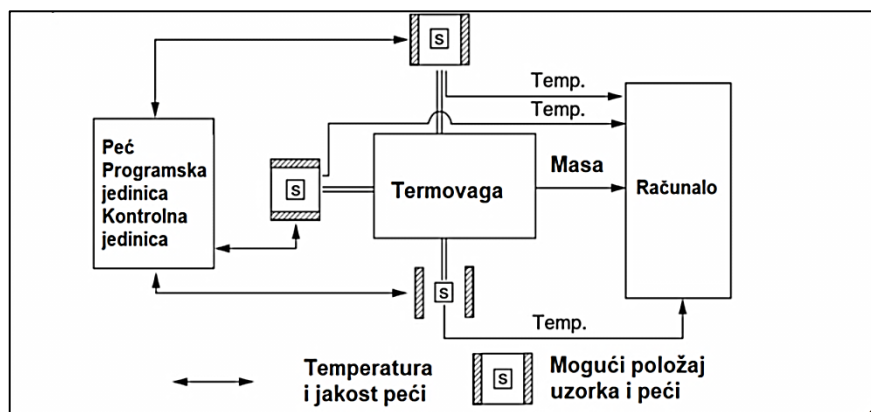 S
Temp.
Temp.
Peć
Programska
jedinica
Kontrolna
jedinica
S
Termovaga
Masa
Računalo
S
Temp.
Temperatura
i jakost peći
S
Mogući položaj
uzorka i peći